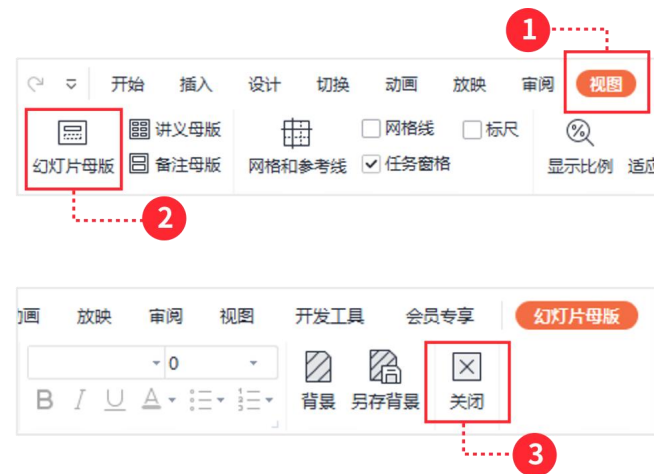 1
开始 插入 设计 切换 动画 放映 审阅 视图
讲义母版 网格线 标尺
幻灯片母版 备注母版 网格和参考线 任务窗格 显示比例 适应
2
动画 放映 审阅 视图 开发工具 会员专享 幻灯片母版
0
B I U A 背景 另存背景 关闭
3